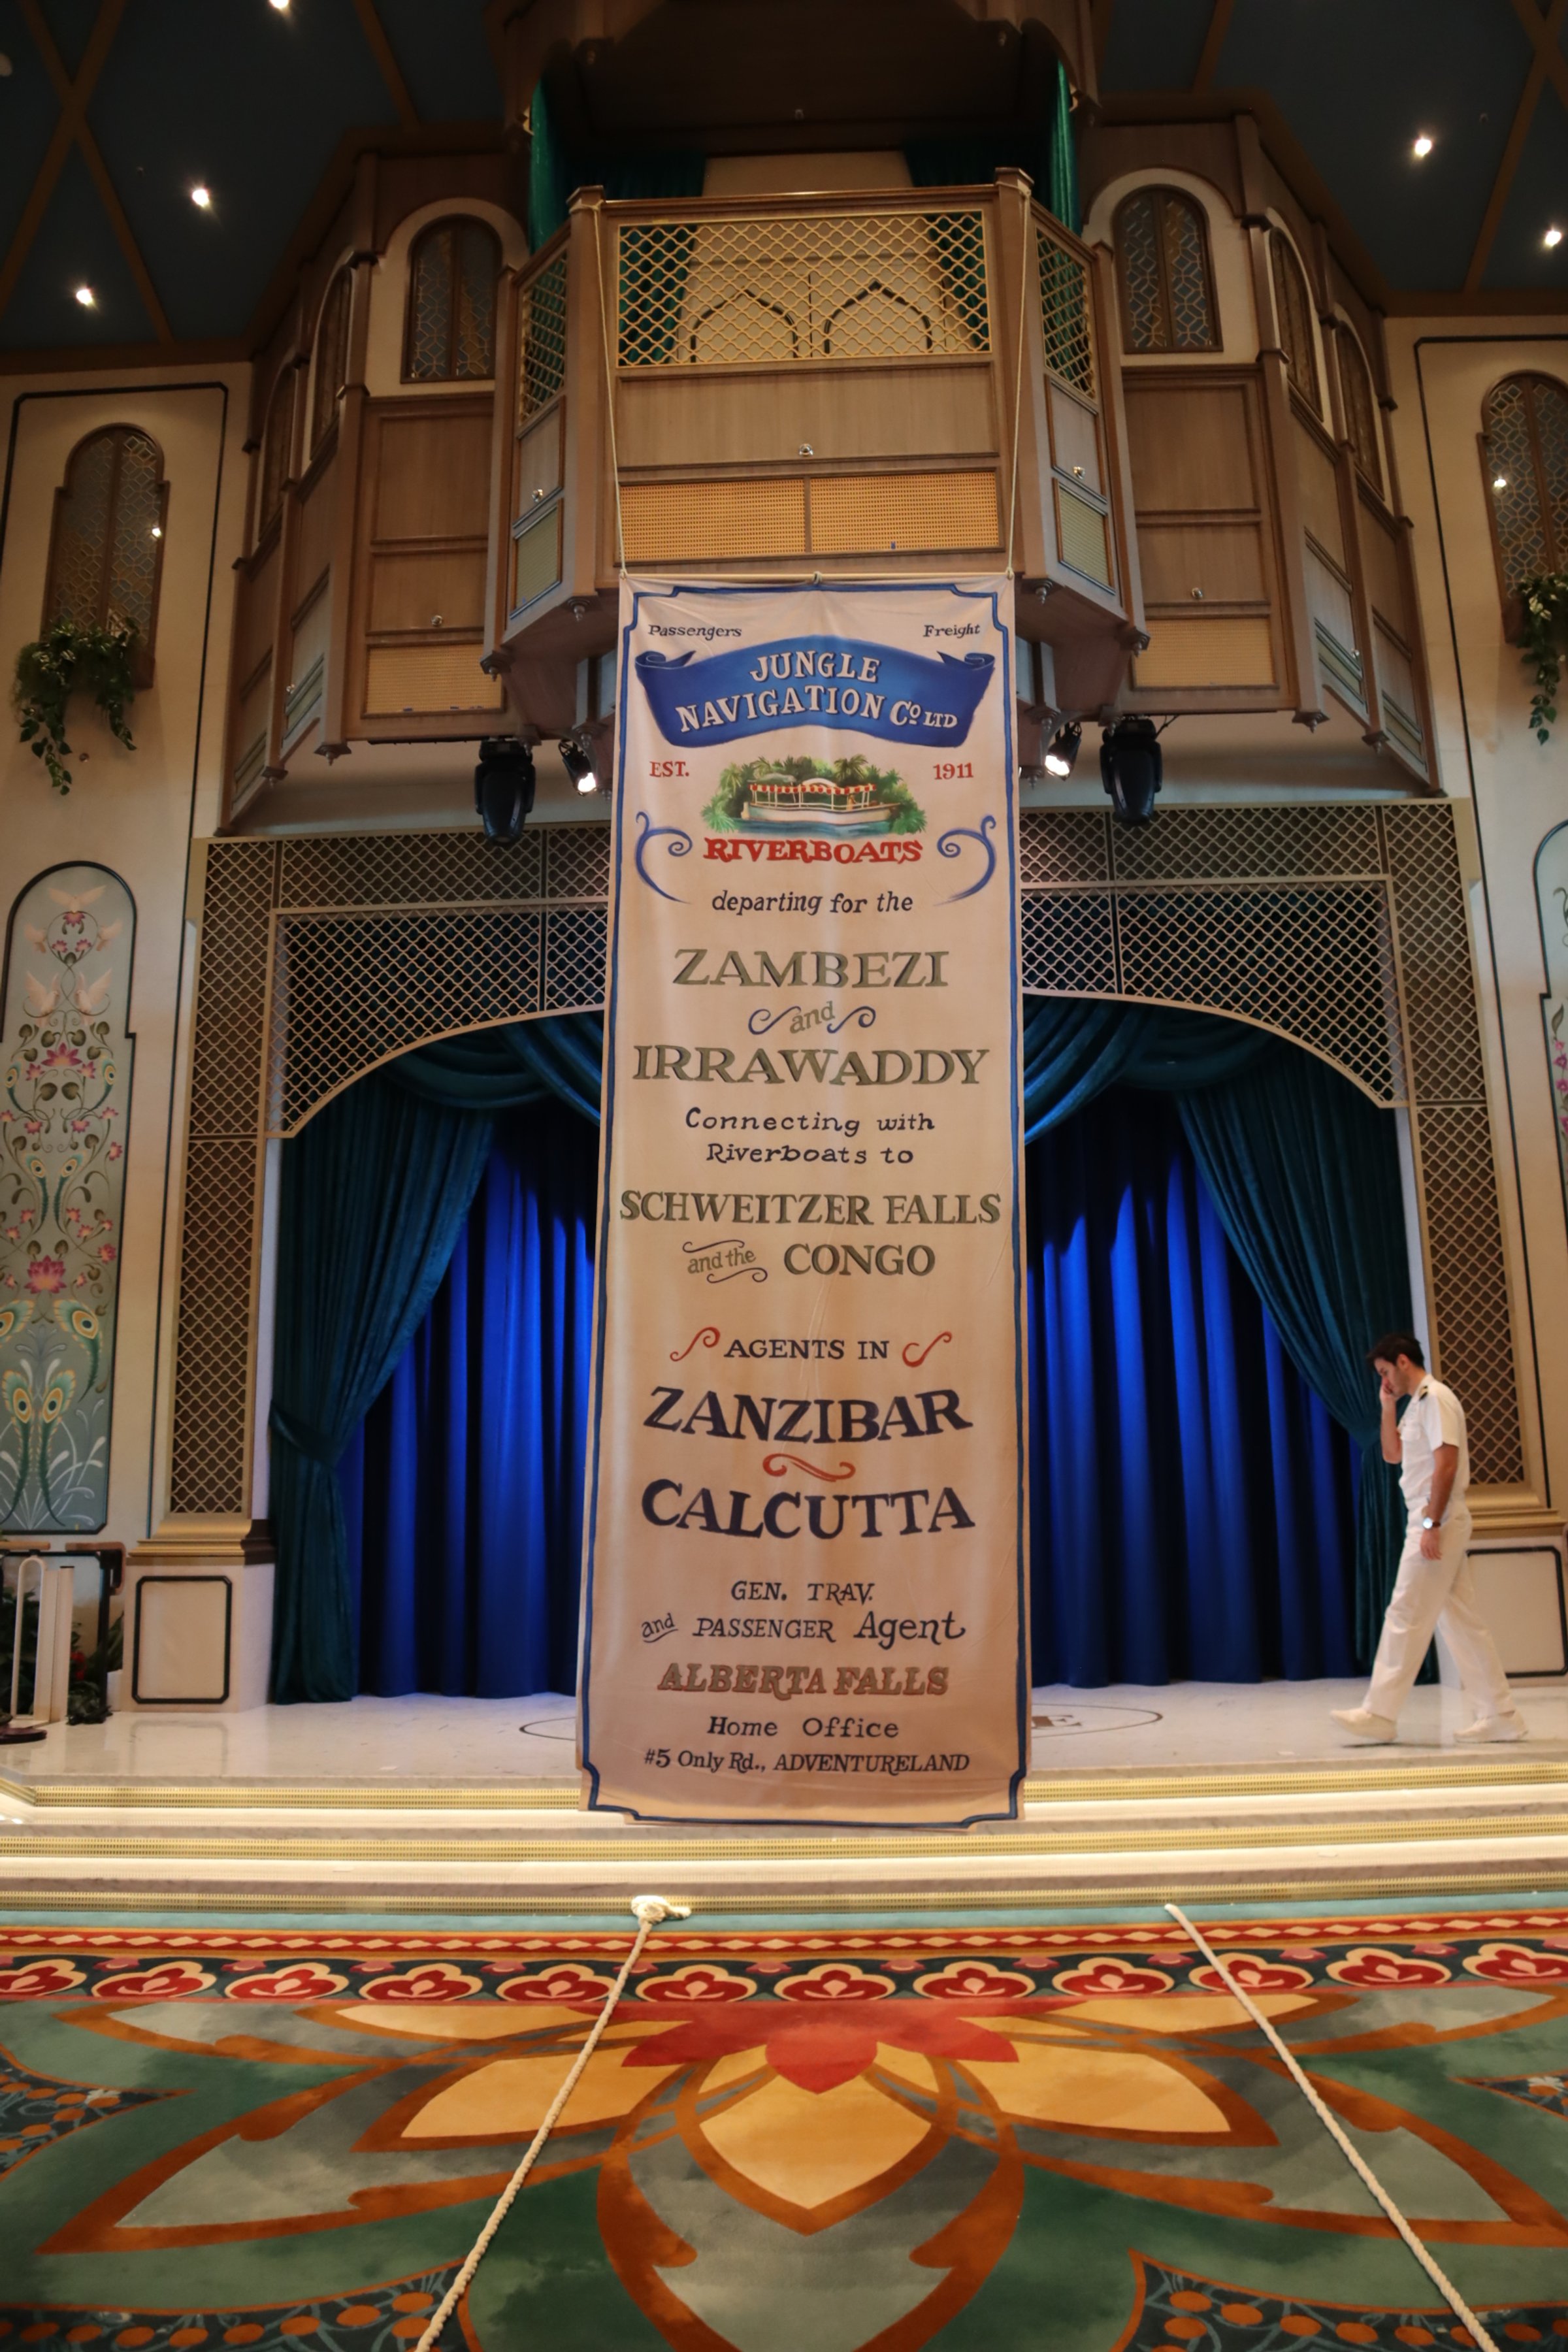 Passengers Freight
JUNGLE
NAVIGATION Co LTD
EST. 1911
RIVERBOATS
departing for the
ZAMBEZI
and
IRRAWADDY
Connecting with
Riverboats to
SCHWEITZER FALLS
and the CONGO
AGENTS IN
ZANZIBAR
CALCUTTA
GEN. TRAV.
and PASSENGER Agent
ALBERTA FALLS
Home Office
#5 Only Rd., ADVENTURELAND